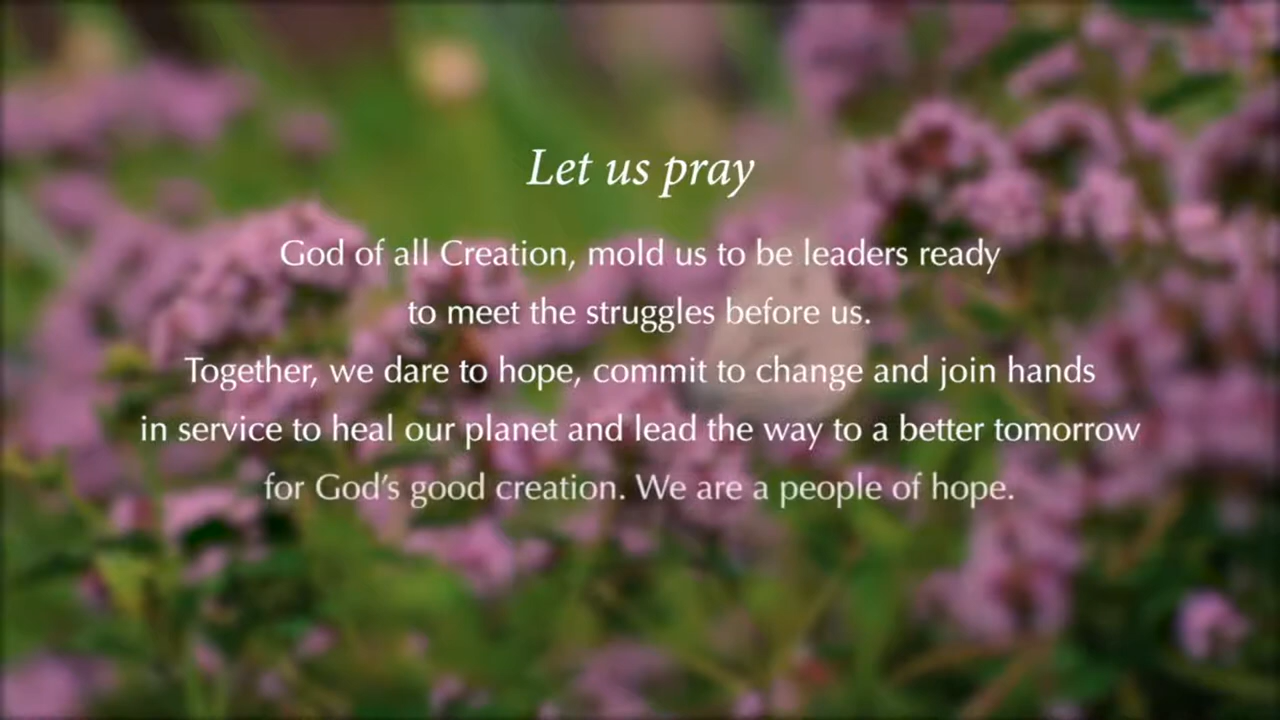 Let us pray
God of all Creation, mold us to be leaders ready
to meet the struggles before us.
Together, we dare to hope, commit to change and join hands
in service to heal our planet and lead the way to a better tomorrow
for God’s good creation. We are a people of hope.